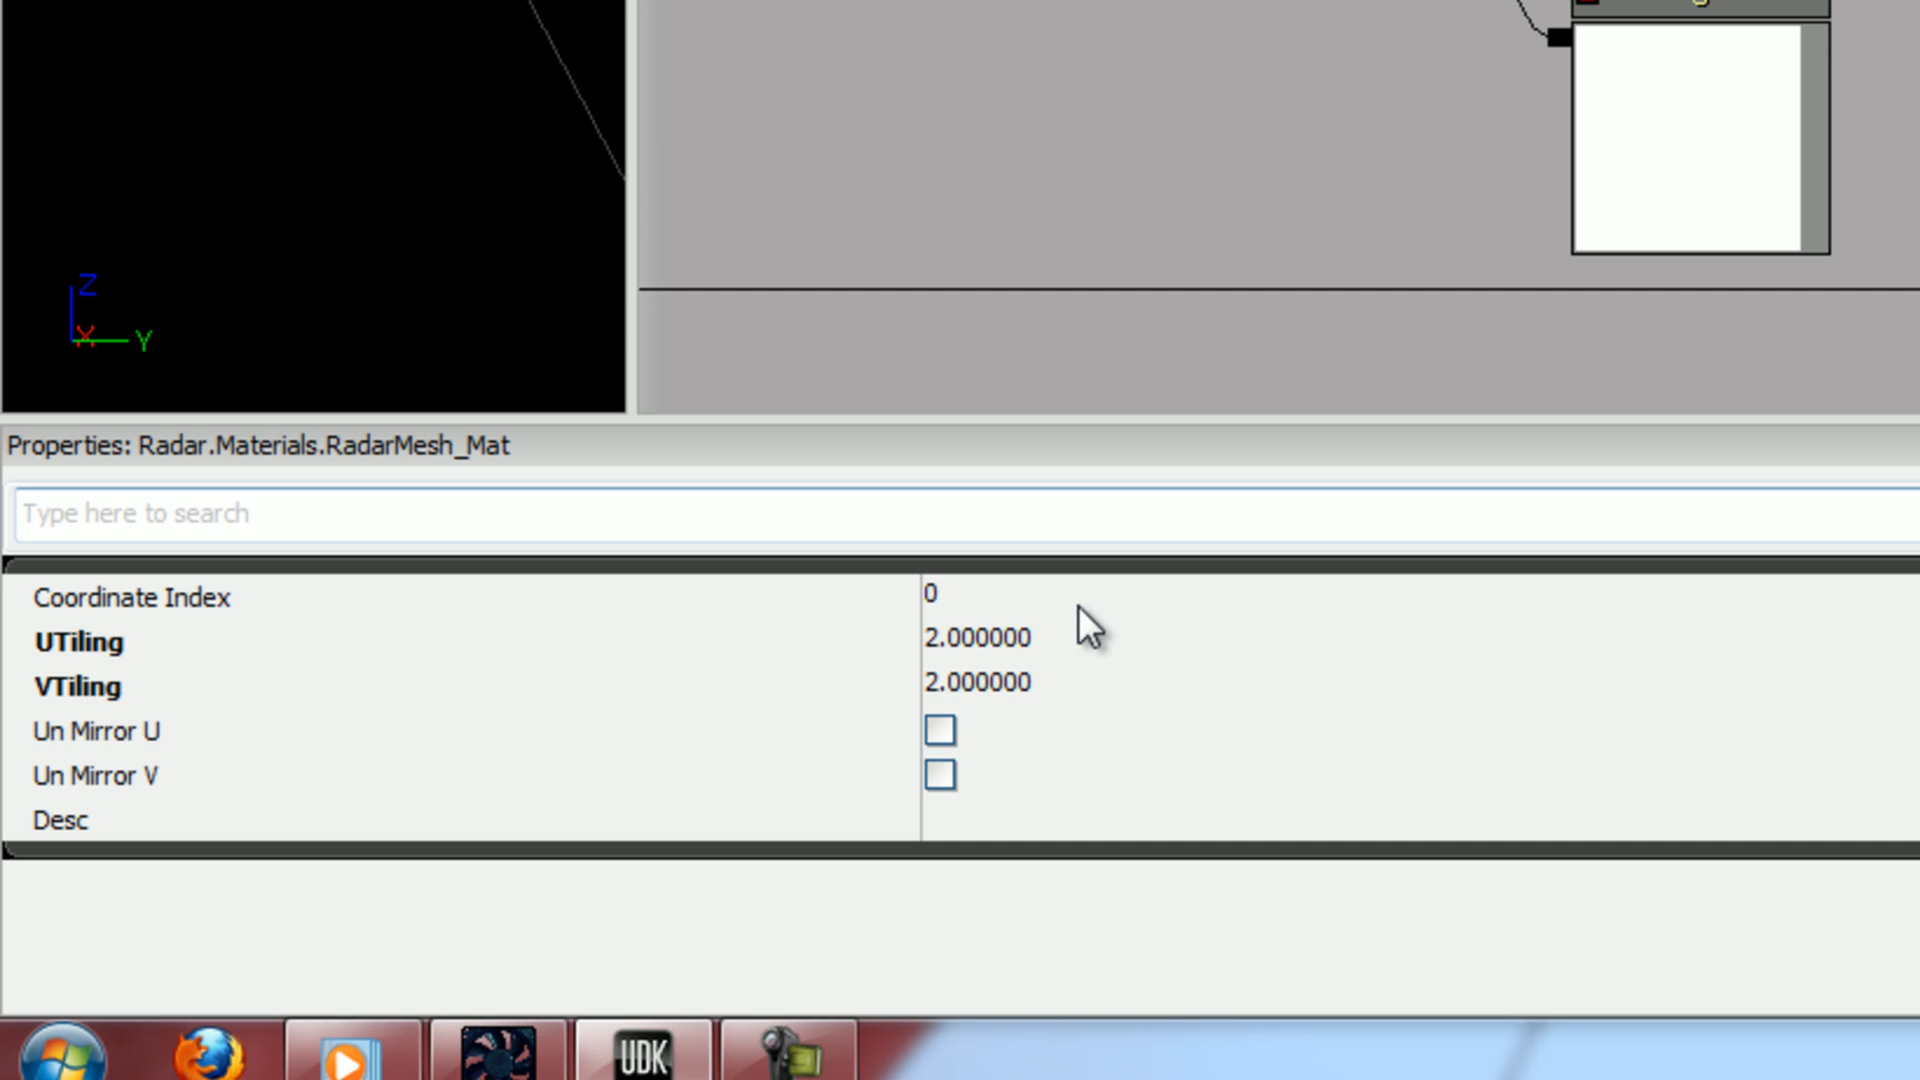 Z
X
Y
Properties: Radar.Materials.RadarMesh_Mat
Type here to search
Coordinate Index 0
UTiling 2.000000
VTiling 2.000000
Un Mirror U
Un Mirror V
Desc
UDK